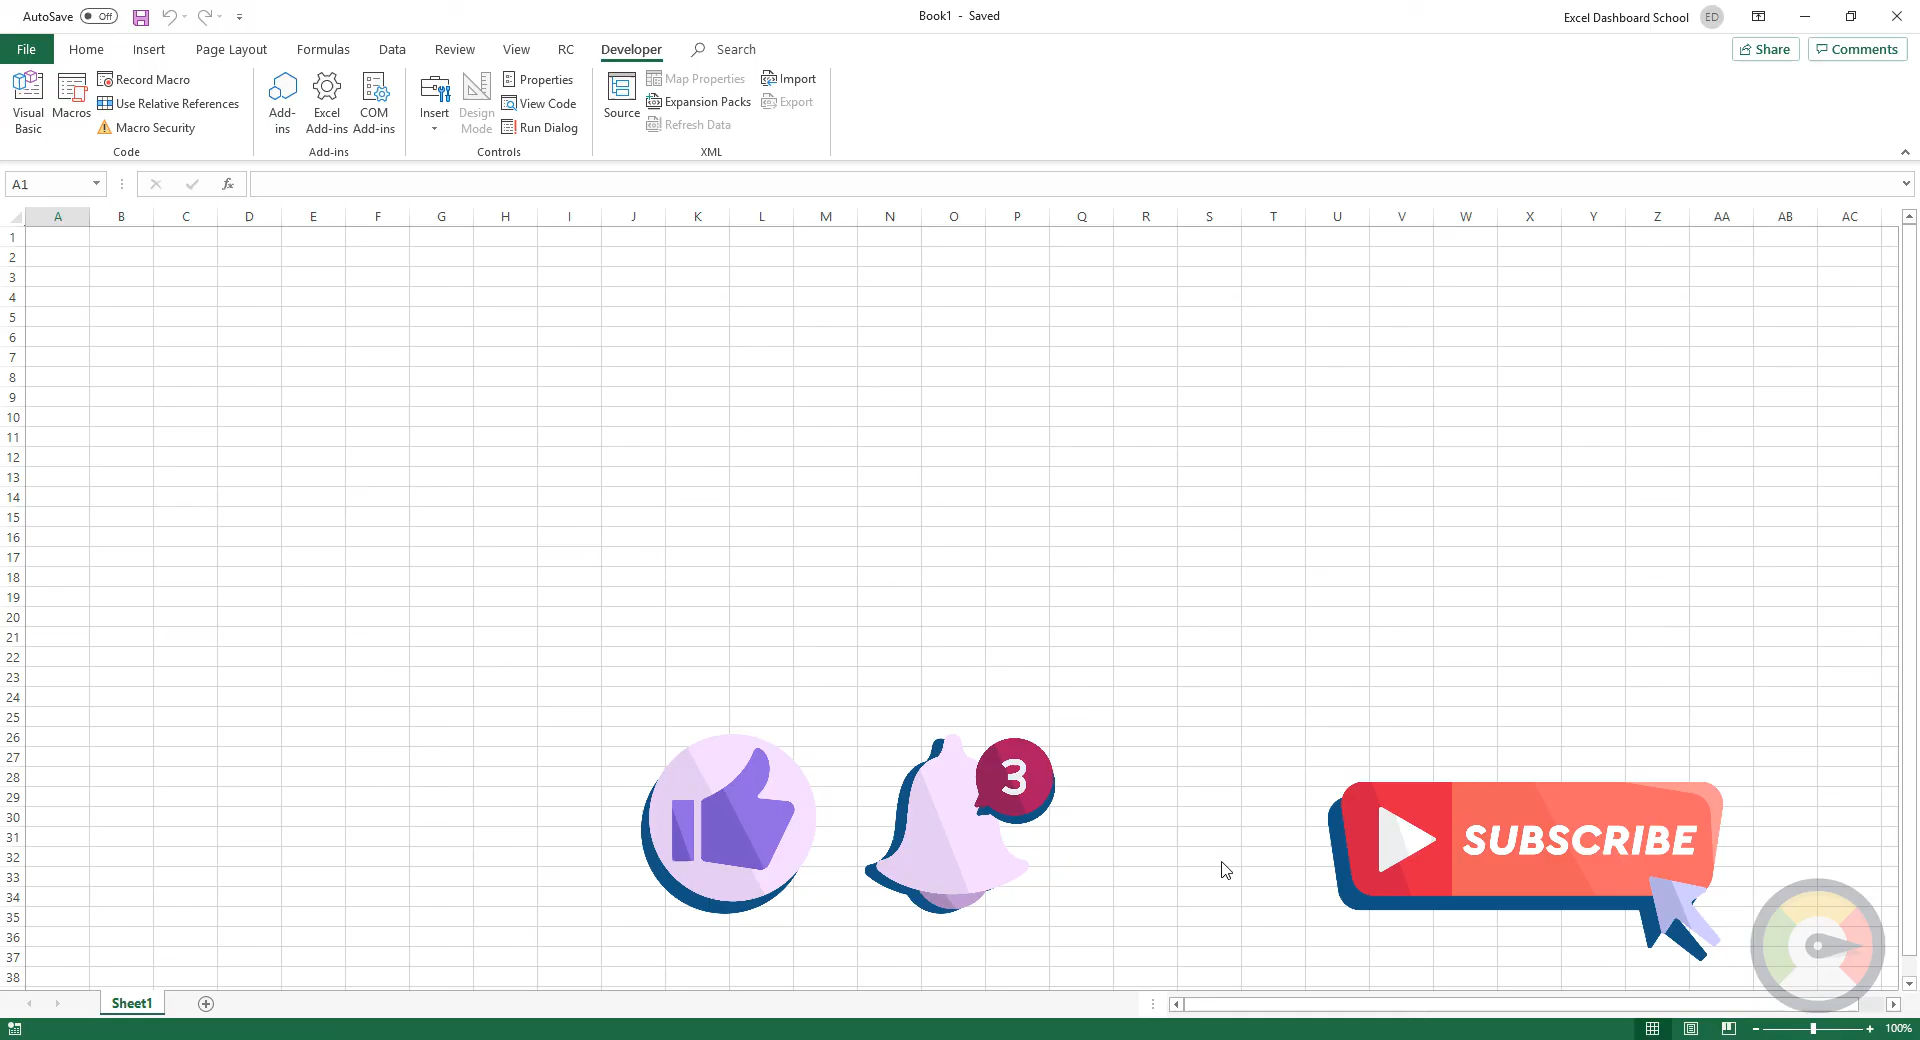 AutoSave Off Book1 - Saved Excel Dashboard School ED
File Home Insert Page Layout Formulas Data Review View RC Developer Search Share Comments
Visual Basic
Macros
Record Macro
Use Relative References
Macro Security
Code
Add-ins
Excel Add-ins
COM Add-ins
Add-ins
Insert
Design Mode
Properties
View Code
Run Dialog
Controls
Source
Map Properties
Expansion Packs
Refresh Data
Import
Export
XML
A1 fx
A B C D E F G H I J K L M N O P Q R S T U V W X Y Z AA AB AC
1
2
3
4
5
6
7
8
9
10
11
12
13
14
15
16
17
18
19
20
21
22
23
24
25
26
27
28
29
30
31
32
33
34
35
36
37
38
3
SUBSCRIBE
Sheet1
100%